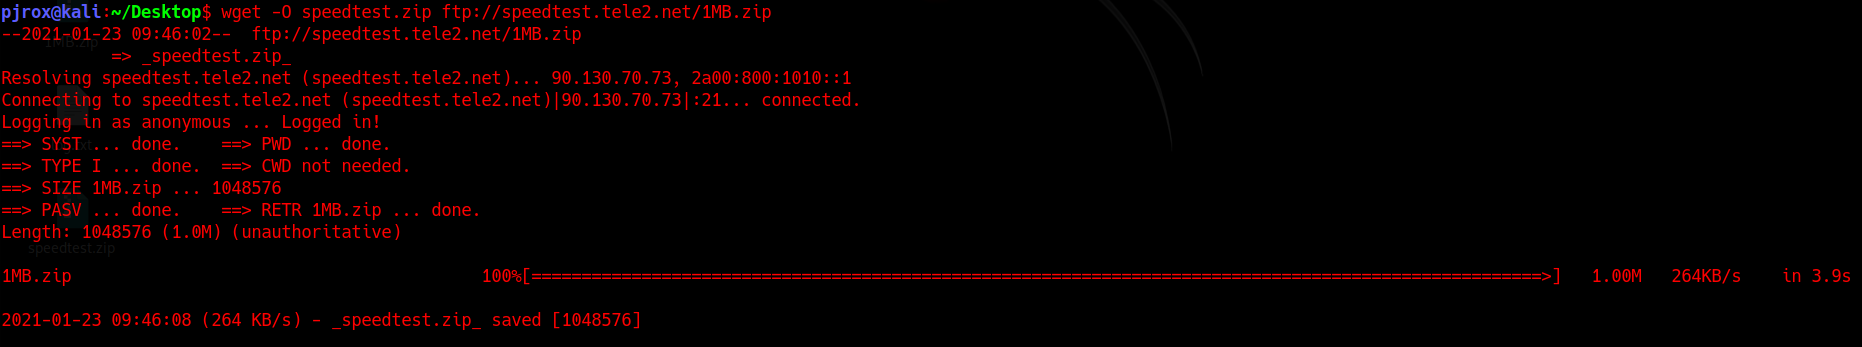 pjrox@kali:~/Desktop$ wget -O speedtest.zip ftp://speedtest.tele2.net/1MB.zip
--2021-01-23 09:46:02--  ftp://speedtest.tele2.net/1MB.zip
           => _speedtest.zip_
Resolving speedtest.tele2.net (speedtest.tele2.net)... 90.130.70.73, 2a00:800:1010::1
Connecting to speedtest.tele2.net (speedtest.tele2.net)|90.130.70.73|:21... connected.
Logging in as anonymous ... Logged in!
==> SYST ... done.    ==> PWD ... done.
==> TYPE I ... done.  ==> CWD not needed.
==> SIZE 1MB.zip ... 1048576
==> PASV ... done.    ==> RETR 1MB.zip ... done.
Length: 1048576 (1.0M) (unauthoritative)
speedtest.zip
1MB.zip                                         100%[=====================================================================================================>]   1.00M   264KB/s    in 3.9s
2021-01-23 09:46:08 (264 KB/s) - _speedtest.zip_ saved [1048576]